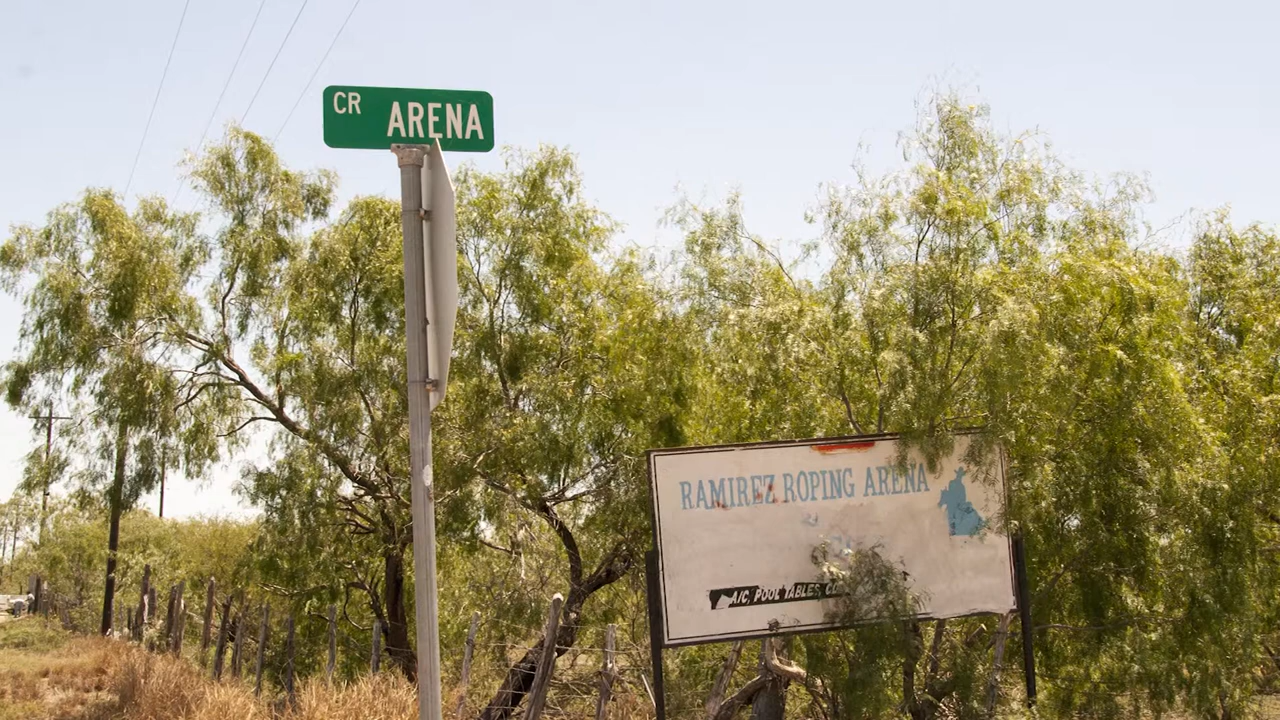 CR ARENA
RAMIREZ ROPING ARENA
A/C, POOL TABLES,